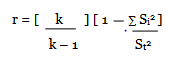 r = [ k ] [ 1 – Σ Si² ]
k – 1 St²